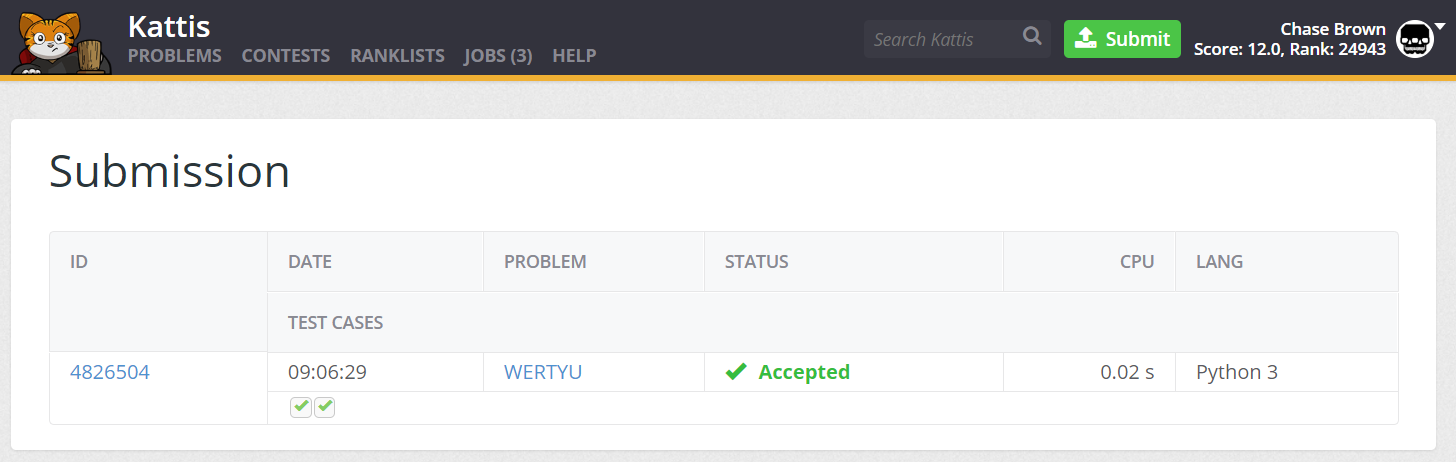 Kattis
PROBLEMS CONTESTS RANKLISTS JOBS (3) HELP
Search Kattis
Submit
Chase Brown
Score: 12.0, Rank: 24943
Submission
ID DATE PROBLEM STATUS CPU LANG
TEST CASES
4826504 09:06:29 WERTYU Accepted 0.02 s Python 3